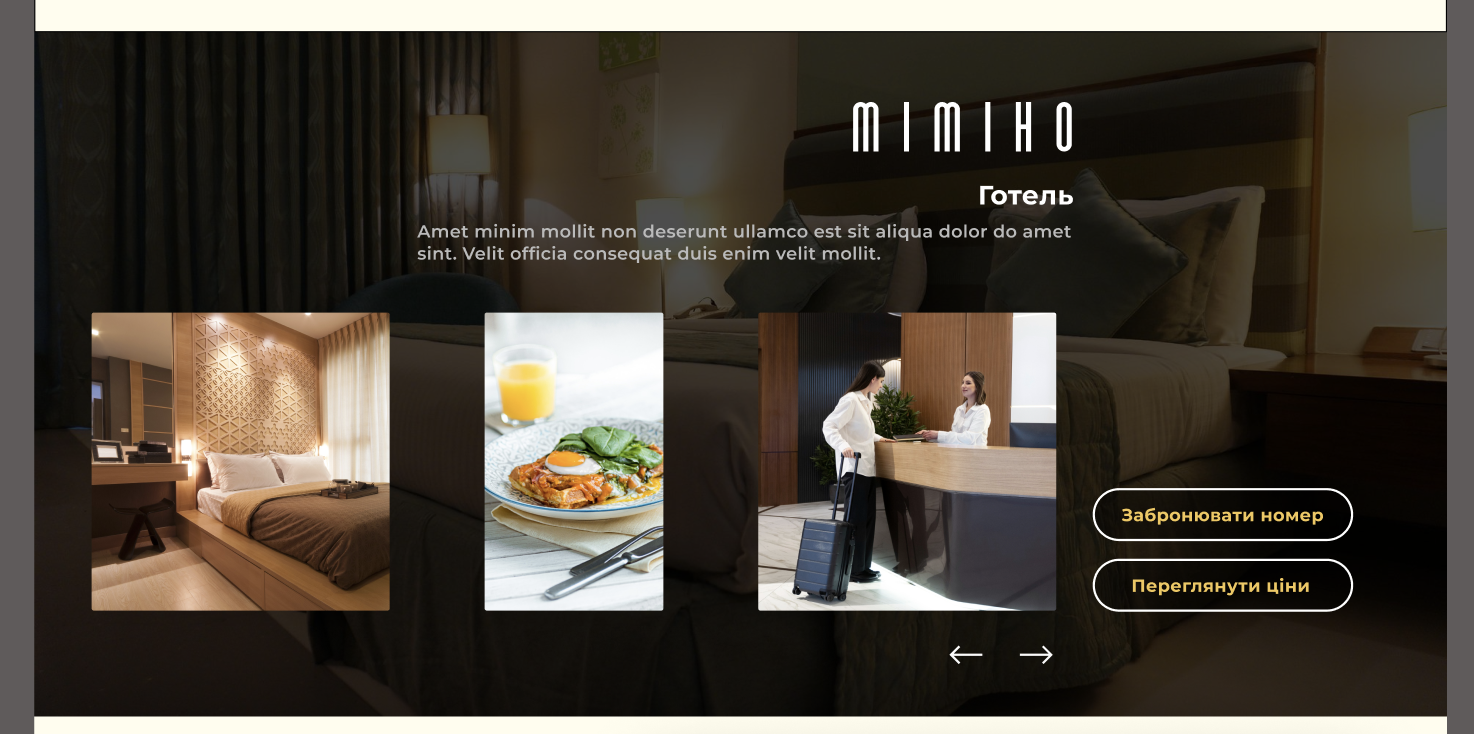 MIMIHO
Готель
Amet minim mollit non deserunt ullamco est sit aliqua dolor do amet
sint. Velit officia consequat duis enim velit mollit.
Забронювати номер
Переглянути ціни